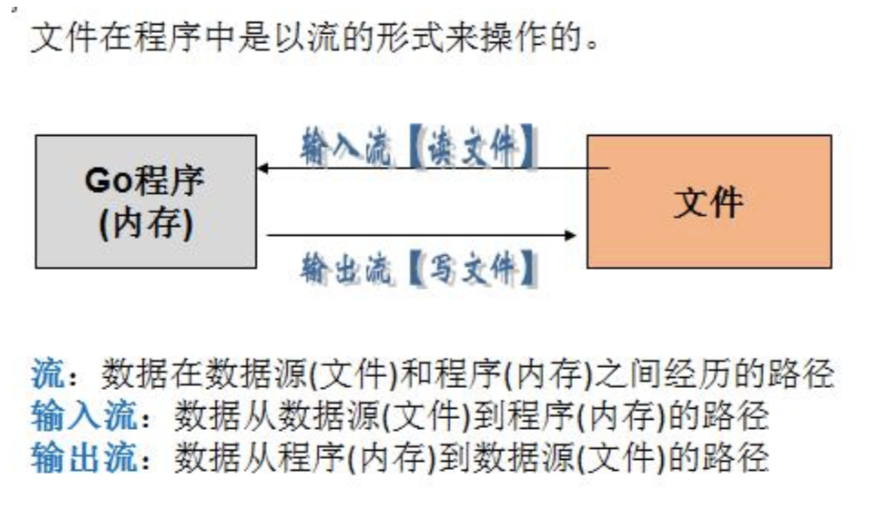 文件在程序中是以流的形式来操作的。
输入流【读文件】
Go程序
(内存)
文件
输出流【写文件】
流：数据在数据源(文件)和程序(内存)之间经历的路径
输入流：数据从数据源(文件)到程序(内存)的路径
输出流：数据从程序(内存)到数据源(文件)的路径